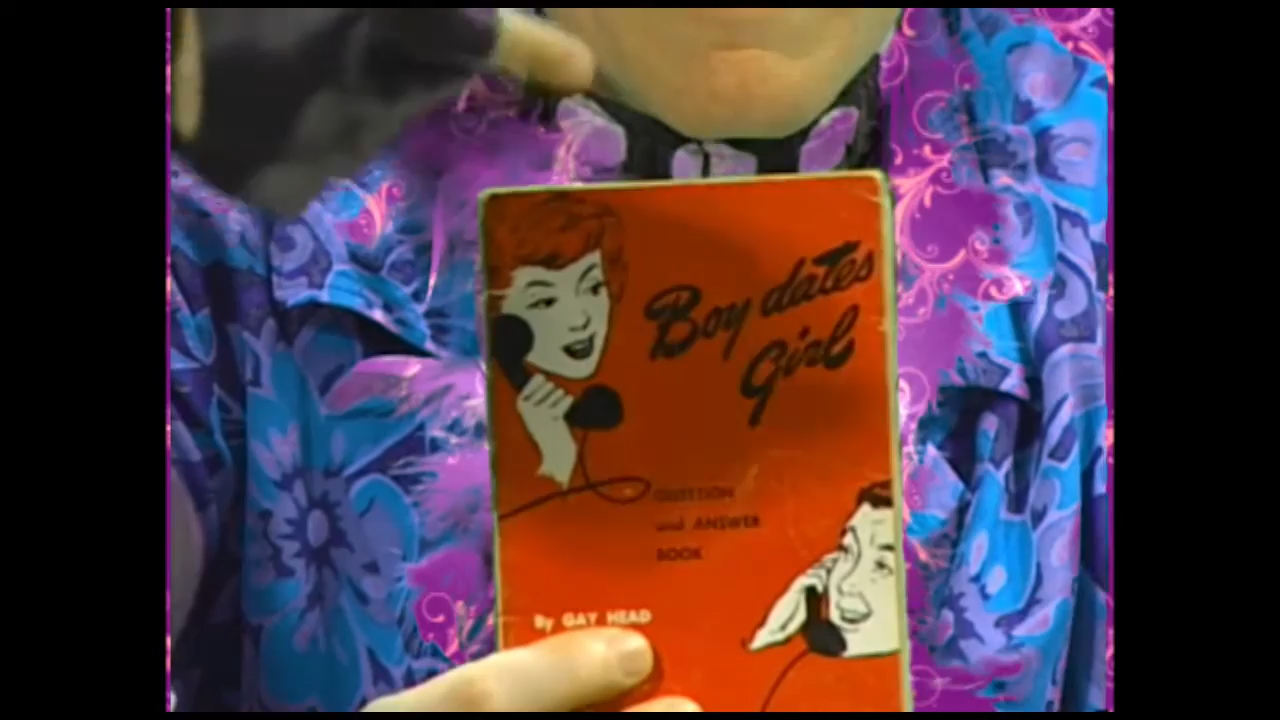 Boy dates
Girl
QUESTION
and ANSWER
BOOK
By GAY HEAD